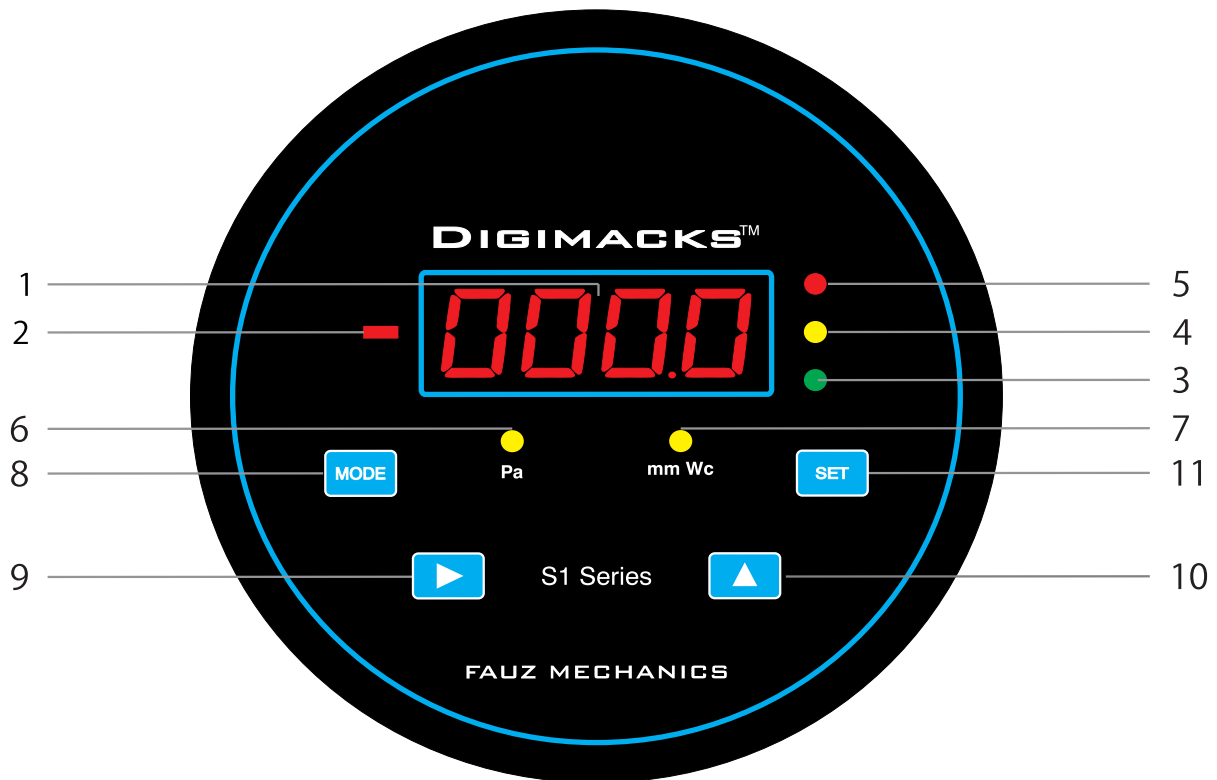 DIGIMACKS™
1
0000.0
5
2
4
3
6
7
Pa
mm Wc
8
MODE
SET
11
9
S1 Series
10
FAUZ MECHANICS